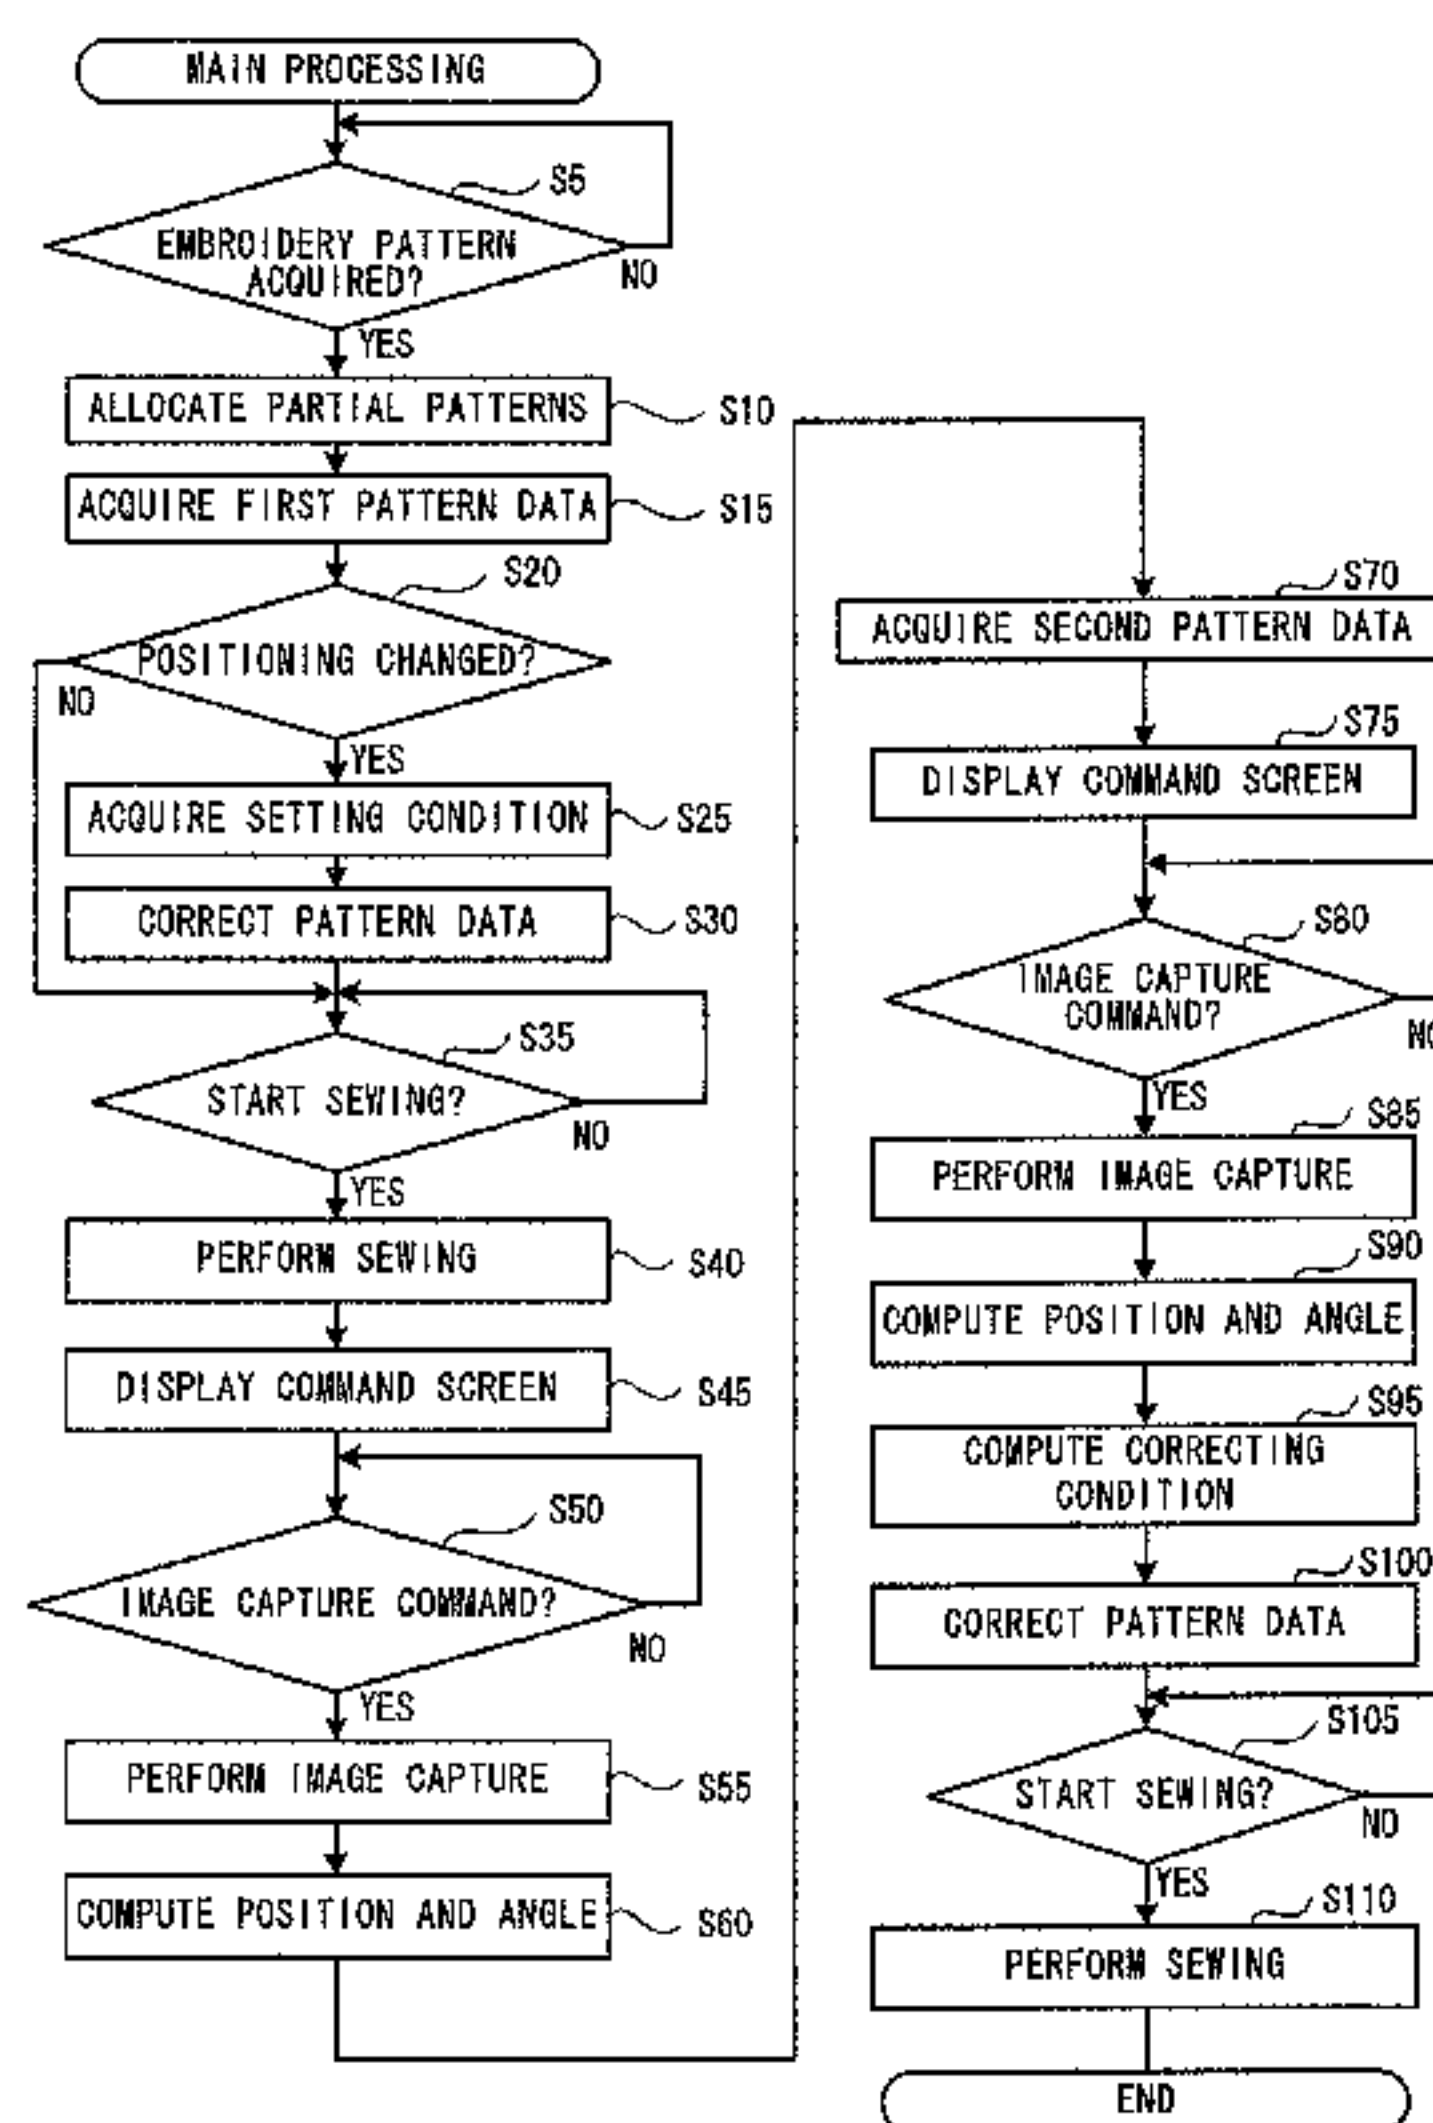 MAIN PROCESSING
S5
EMBROIDERY PATTERN
ACQUIRED?
NO
YES
ALLOCATE PARTIAL PATTERNS
S10
ACQUIRE FIRST PATTERN DATA
S15
S20
POSITIONING CHANGED?
NO
YES
ACQUIRE SETTING CONDITION
S25
CORRECT PATTERN DATA
S30
S35
START SEWING?
NO
YES
PERFORM SEWING
S40
DISPLAY COMMAND SCREEN
S45
S50
IMAGE CAPTURE COMMAND?
NO
YES
PERFORM IMAGE CAPTURE
S55
COMPUTE POSITION AND ANGLE
S60
S70
ACQUIRE SECOND PATTERN DATA
S75
DISPLAY COMMAND SCREEN
S80
IMAGE CAPTURE
COMMAND?
NO
YES
S85
PERFORM IMAGE CAPTURE
S90
COMPUTE POSITION AND ANGLE
S95
COMPUTE CORRECTING
CONDITION
S100
CORRECT PATTERN DATA
S105
START SEWING?
NO
YES
S110
PERFORM SEWING
END